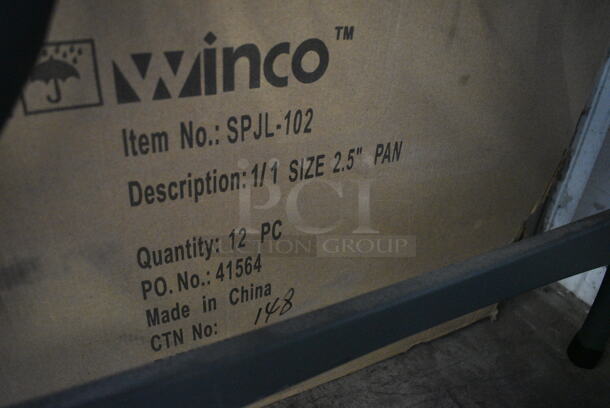 Winco™
Item No.: SPJL-102
Description: 1/1 SIZE 2.5" PAN
Quantity: 12 PC
PO. No.: 41564
Made in China
CTN No: 148
PCI
AUCTION GROUP